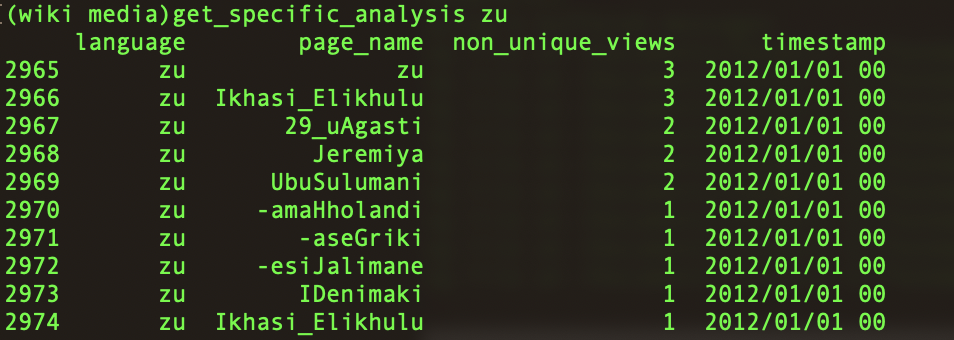 (wiki media)get_specific_analysis zu
language page_name non_unique_views timestamp
2965 zu zu 3 2012/01/01 00
2966 zu Ikhasi_Elikhulu 3 2012/01/01 00
2967 zu 29_uAgasti 2 2012/01/01 00
2968 zu Jeremiya 2 2012/01/01 00
2969 zu UbuSulumani 2 2012/01/01 00
2970 zu -amaHholandi 1 2012/01/01 00
2971 zu -aseGriki 1 2012/01/01 00
2972 zu -esiJalimane 1 2012/01/01 00
2973 zu IDenimaki 1 2012/01/01 00
2974 zu Ikhasi_Elikhulu 1 2012/01/01 00